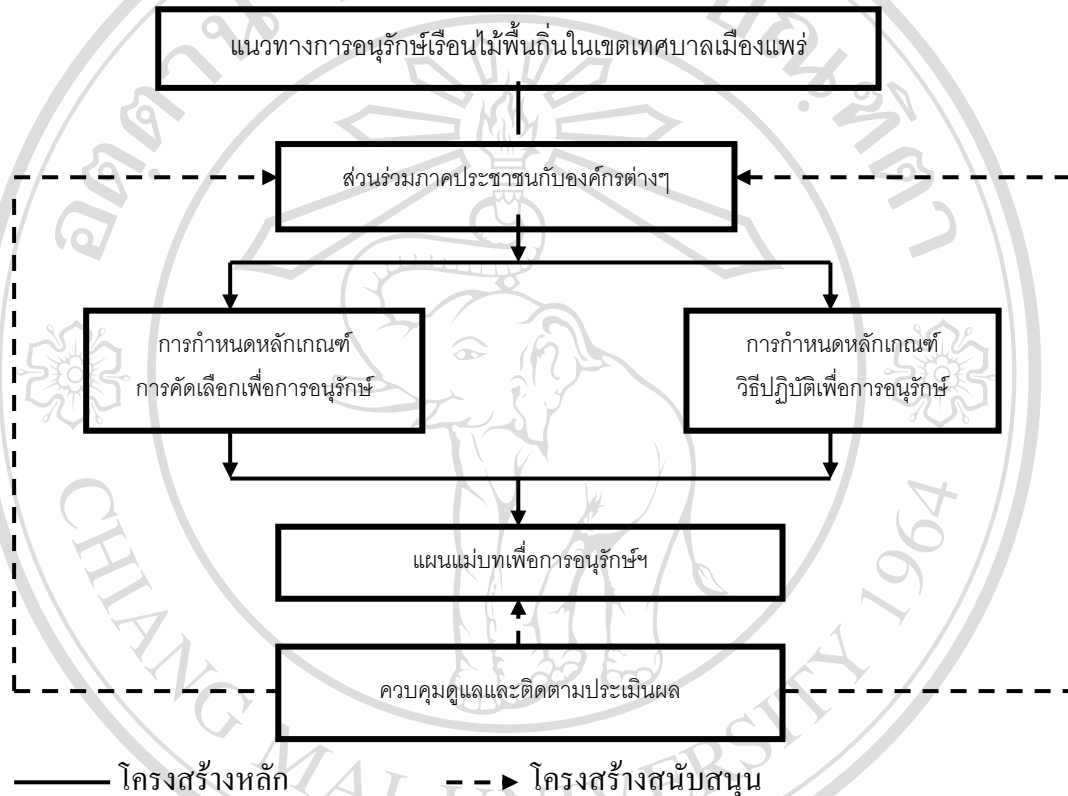 แนวทางการอนุรักษ์เรือนไม้พื้นถิ่นในเขตเทศบาลเมืองแพร่
ส่วนร่วมภาคประชาชนกับองค์กรต่างๆ
การกำหนดหลักเกณฑ์
การคัดเลือกเพื่อการอนุรักษ์
การกำหนดหลักเกณฑ์
วิธีปฏิบัติเพื่อการอนุรักษ์
แผนแม่บทเพื่อการอนุรักษ์ฯ
ควบคุมดูแลและติดตามประเมินผล
โครงสร้างหลัก
โครงสร้างสนับสนุน
CHIANG MAI UNIVERSITY 1964